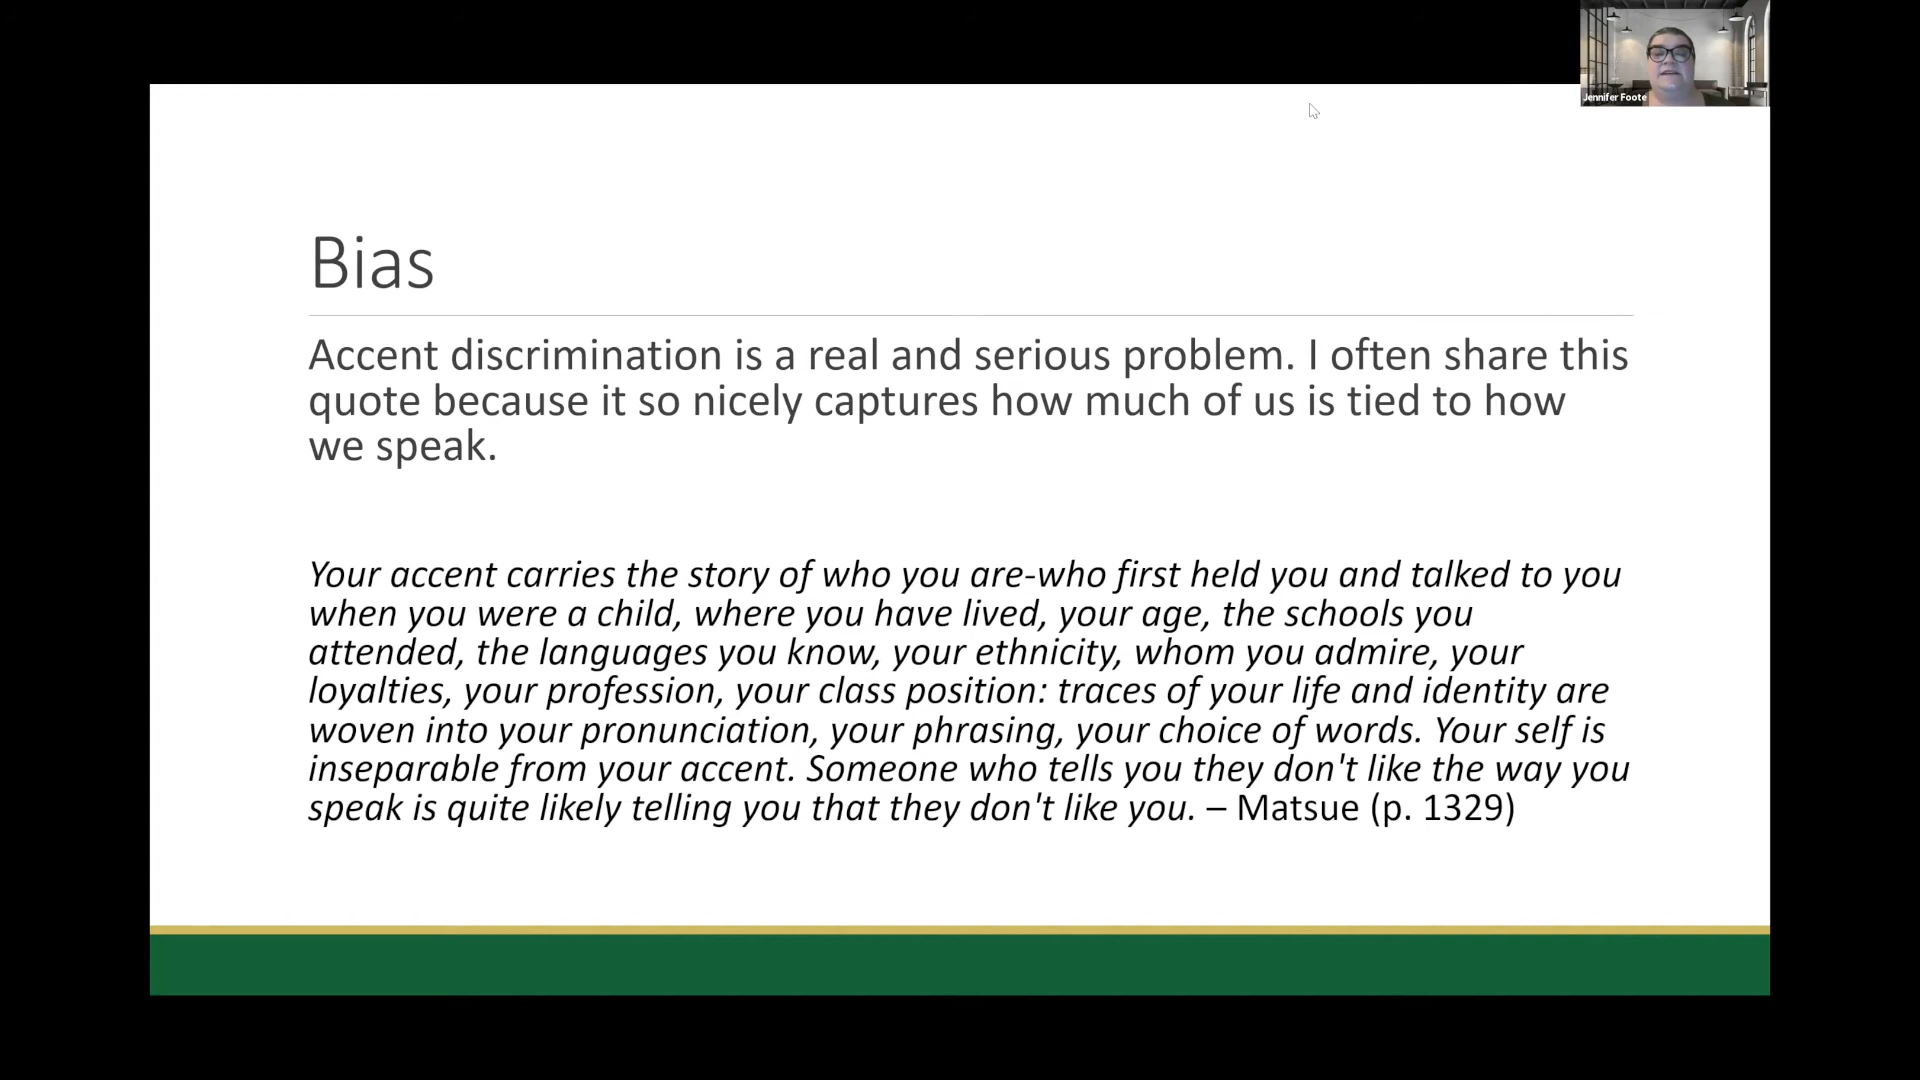 Jennifer Foote
Bias
Accent discrimination is a real and serious problem. I often share this
quote because it so nicely captures how much of us is tied to how
we speak.
Your accent carries the story of who you are-who first held you and talked to you
when you were a child, where you have lived, your age, the schools you
attended, the languages you know, your ethnicity, whom you admire, your
loyalties, your profession, your class position: traces of your life and identity are
woven into your pronunciation, your phrasing, your choice of words. Your self is
inseparable from your accent. Someone who tells you they don't like the way you
speak is quite likely telling you that they don't like you. – Matsue (p. 1329)